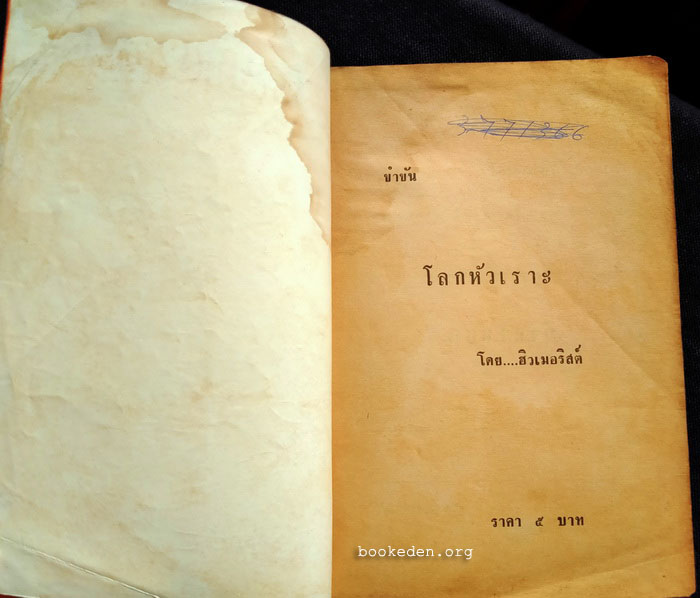 ขำขัน
โลกหัวเราะ
โดย....ฮิวเมอริสต์
ราคา ๕ บาท
bookeden.org